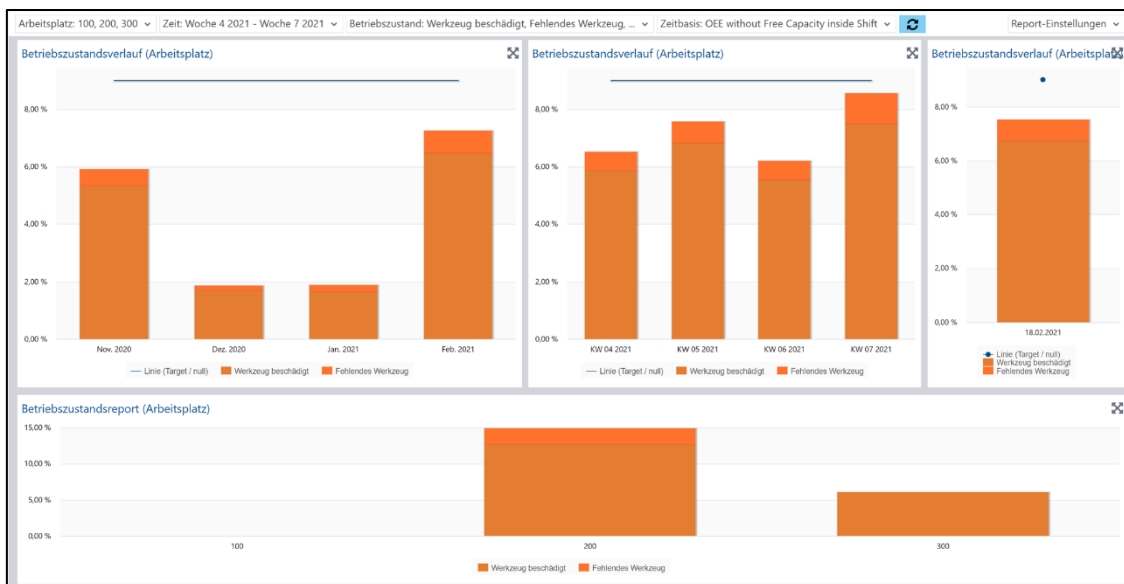 Arbeitsplatz: 100, 200, 300 Zeit: Woche 4 2021 - Woche 7 2021 Betriebszustand: Werkzeug beschädigt, Fehlendes Werkzeug, ... Zeitbasis: OEE without Free Capacity inside Shift Report-Einstellungen
Betriebszustandsverlauf (Arbeitsplatz)
8,00 %
6,00 %
4,00 %
2,00 %
0,00 %
Nov. 2020 Dez. 2020 Jan. 2021 Feb. 2021
Linie (Target / null) Werkzeug beschädigt Fehlendes Werkzeug
Betriebszustandsverlauf (Arbeitsplatz)
8,00 %
6,00 %
4,00 %
2,00 %
0,00 %
KW 04 2021 KW 05 2021 KW 06 2021 KW 07 2021
Linie (Target / null) Werkzeug beschädigt Fehlendes Werkzeug
Betriebszustandsverlauf (Arbeitsplatz)
8,00 %
6,00 %
4,00 %
2,00 %
0,00 %
18.02.2021
Linie (Target / null)
Werkzeug beschädigt
Fehlendes Werkzeug
Betriebszustandsreport (Arbeitsplatz)
15,00 %
10,00 %
5,00 %
0,00 %
100 200 300
Werkzeug beschädigt Fehlendes Werkzeug